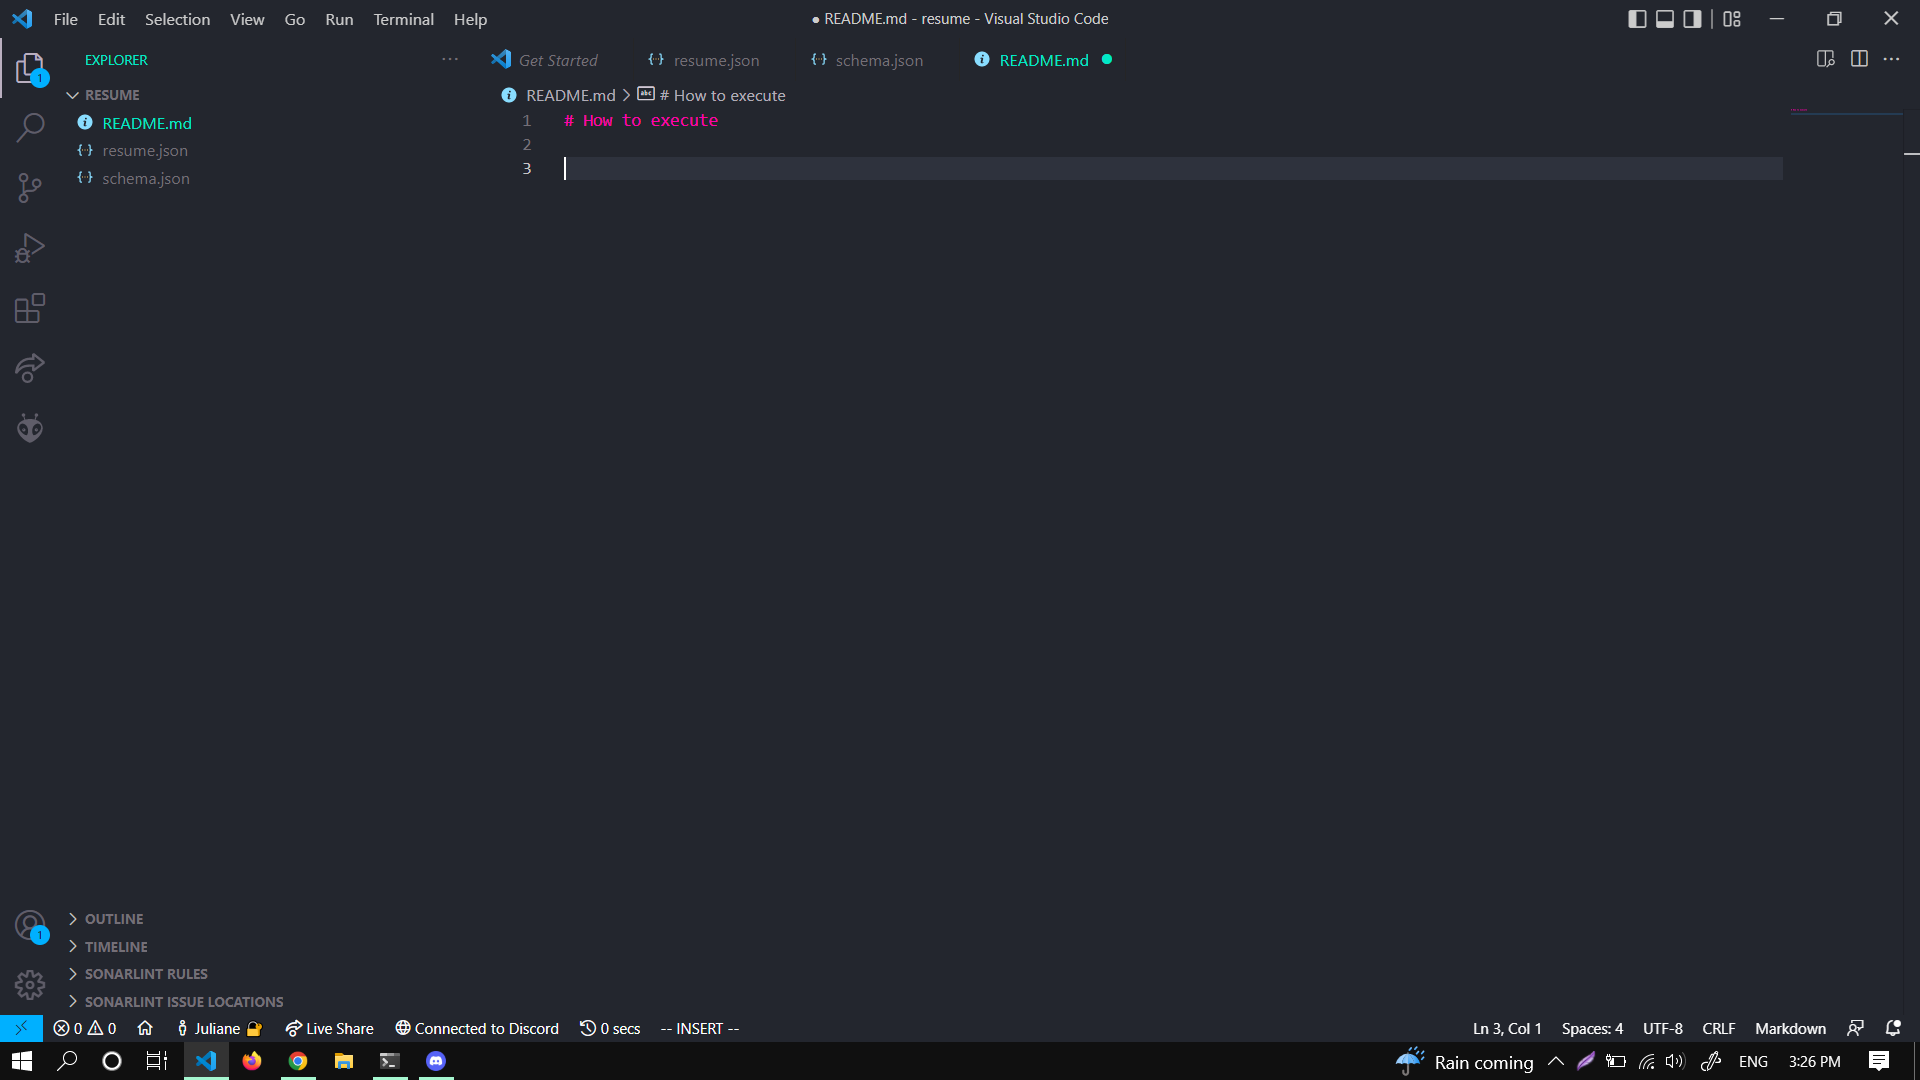 File Edit Selection View Go Run Terminal Help
● README.md - resume - Visual Studio Code
EXPLORER
Get Started
resume.json
schema.json
README.md
RESUME
README.md
resume.json
schema.json
README.md > # How to execute
1 # How to execute
2
3
1
1
OUTLINE
TIMELINE
SONARLINT RULES
SONARLINT ISSUE LOCATIONS
0 0 Juliane Live Share Connected to Discord 0 secs -- INSERT --
Ln 3, Col 1 Spaces: 4 UTF-8 CRLF Markdown
Rain coming ENG 3:26 PM